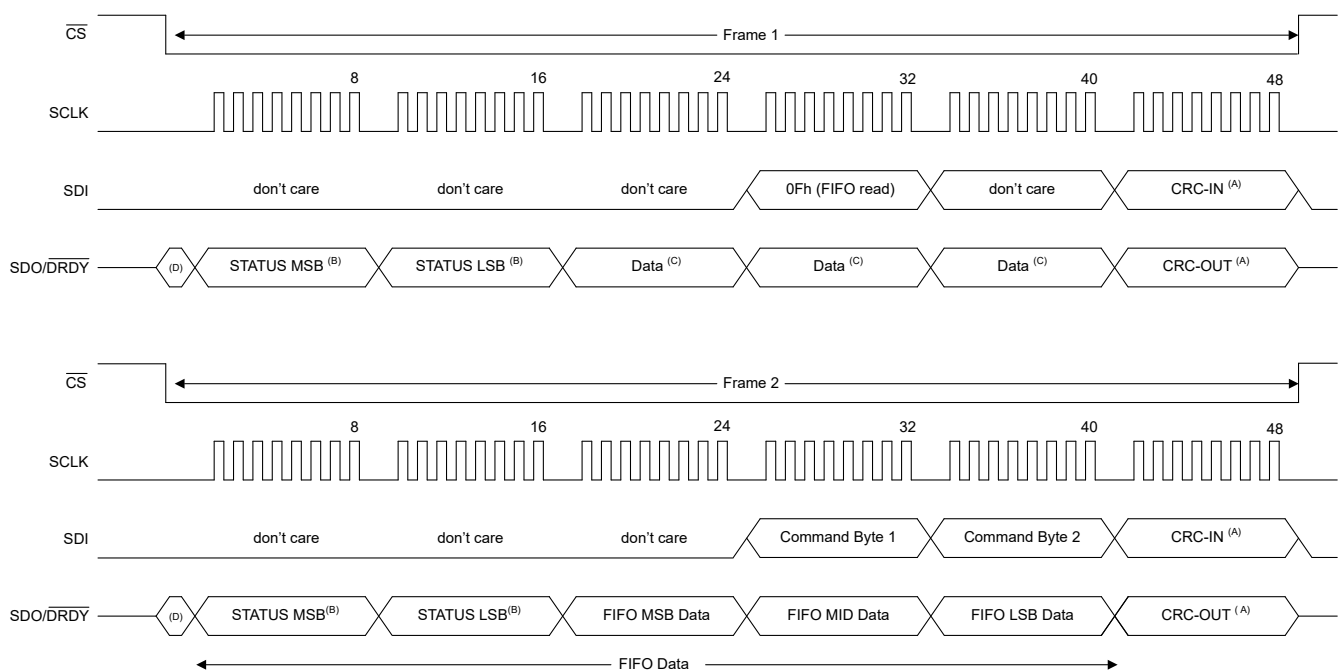 CS
Frame 1
8 16 24 32 40 48
SCLK
SDI don't care don't care don't care 0Fh (FIFO read) don't care CRC-IN (A)
SDO/DRDY (D) STATUS MSB (B) STATUS LSB (B) Data (C) Data (C) Data (C) CRC-OUT (A)
CS
Frame 2
8 16 24 32 40 48
SCLK
SDI don't care don't care don't care Command Byte 1 Command Byte 2 CRC-IN (A)
SDO/DRDY (D) STATUS MSB(B) STATUS LSB(B) FIFO MSB Data FIFO MID Data FIFO LSB Data CRC-OUT (A)
FIFO Data